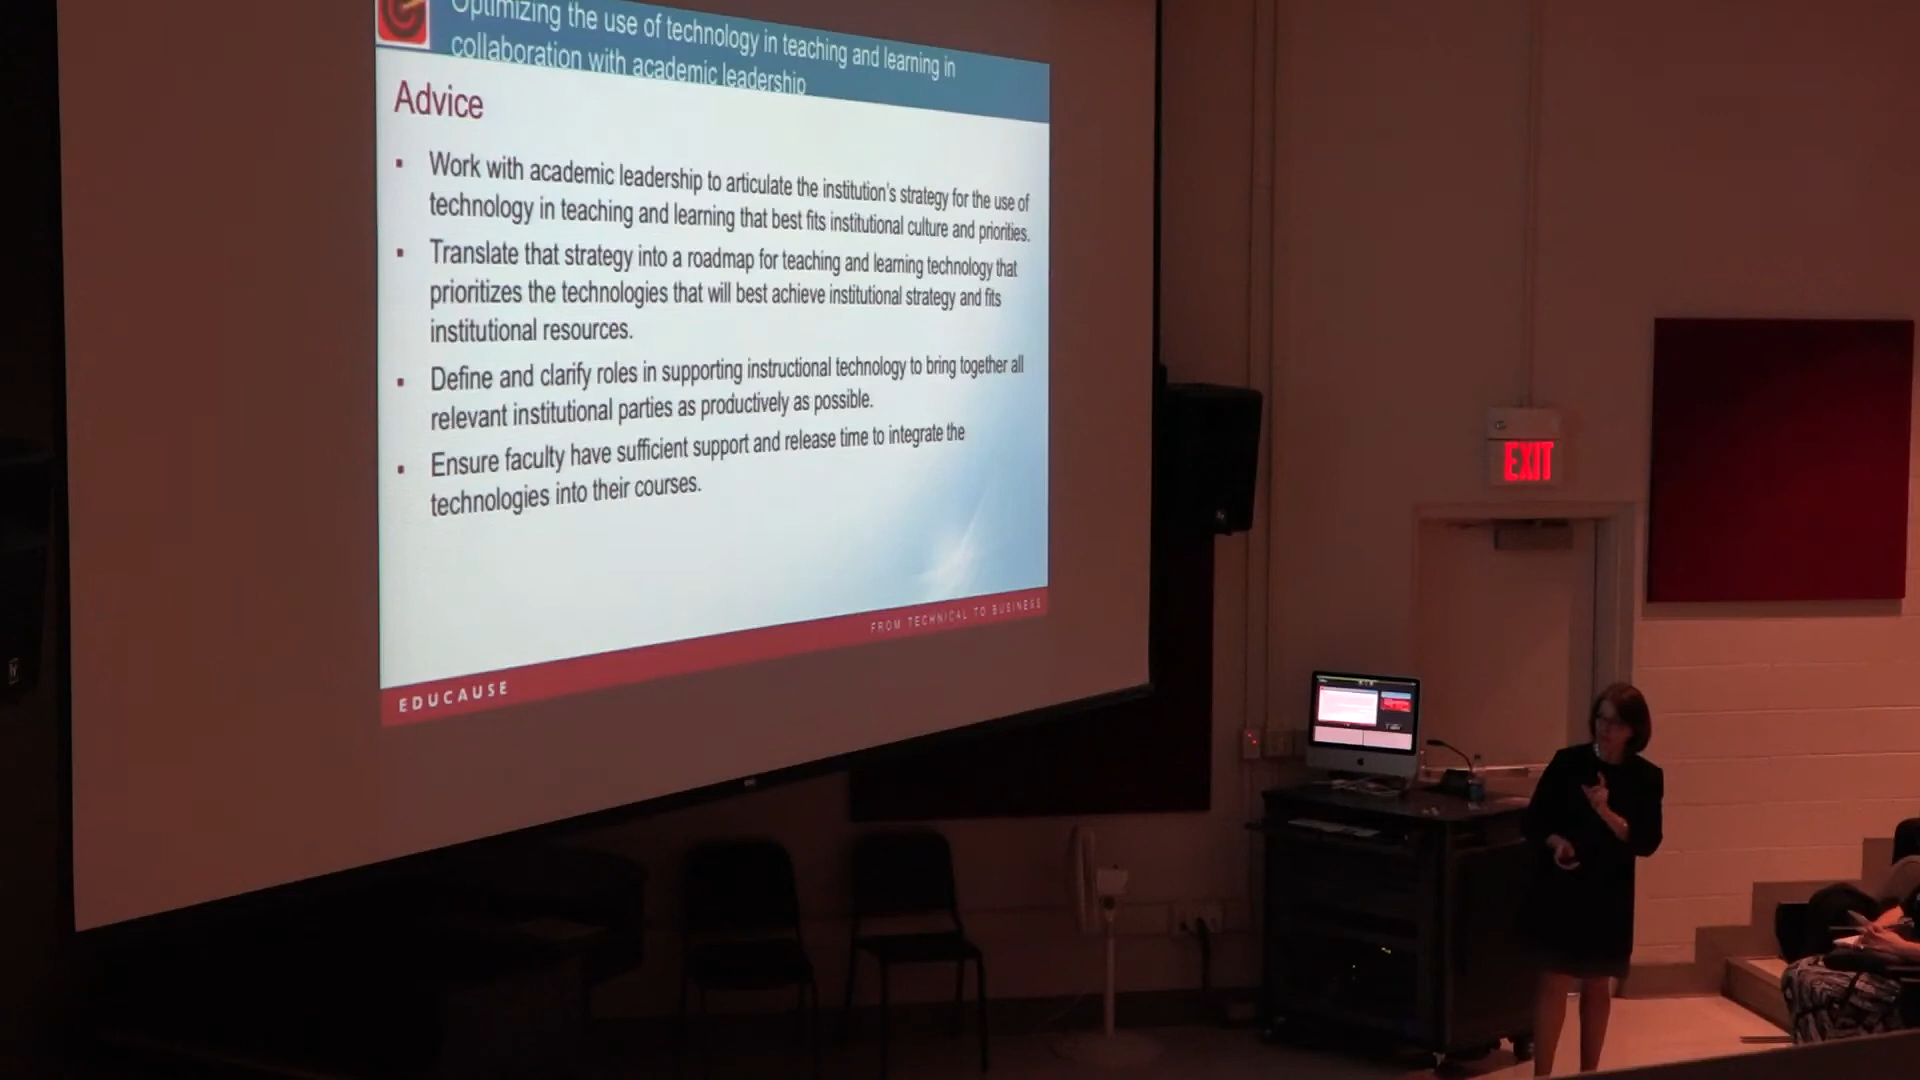 Optimizing the use of technology in teaching and learning in
collaboration with academic leadership
Advice
▪ Work with academic leadership to articulate the institution's strategy for the use of
technology in teaching and learning that best fits institutional culture and priorities.
▪ Translate that strategy into a roadmap for teaching and learning technology that
prioritizes the technologies that will best achieve institutional strategy and fits
institutional resources.
▪ Define and clarify roles in supporting instructional technology to bring together all
relevant institutional parties as productively as possible.
▪ Ensure faculty have sufficient support and release time to integrate the
technologies into their courses.
FROM TECHNICAL TO BUSINESS
EDUCAUSE
EXIT